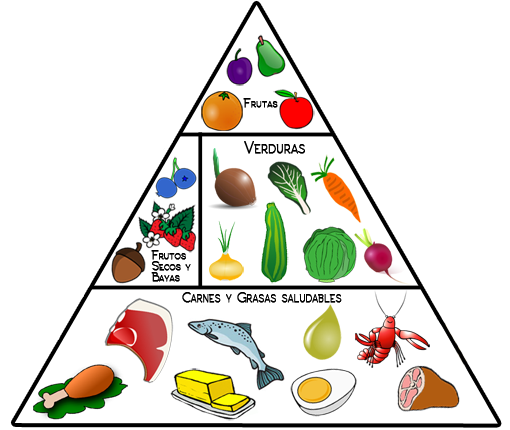 Frutas
Verduras
Frutos
Secos y
Bayas
Carnes y Grasas saludables